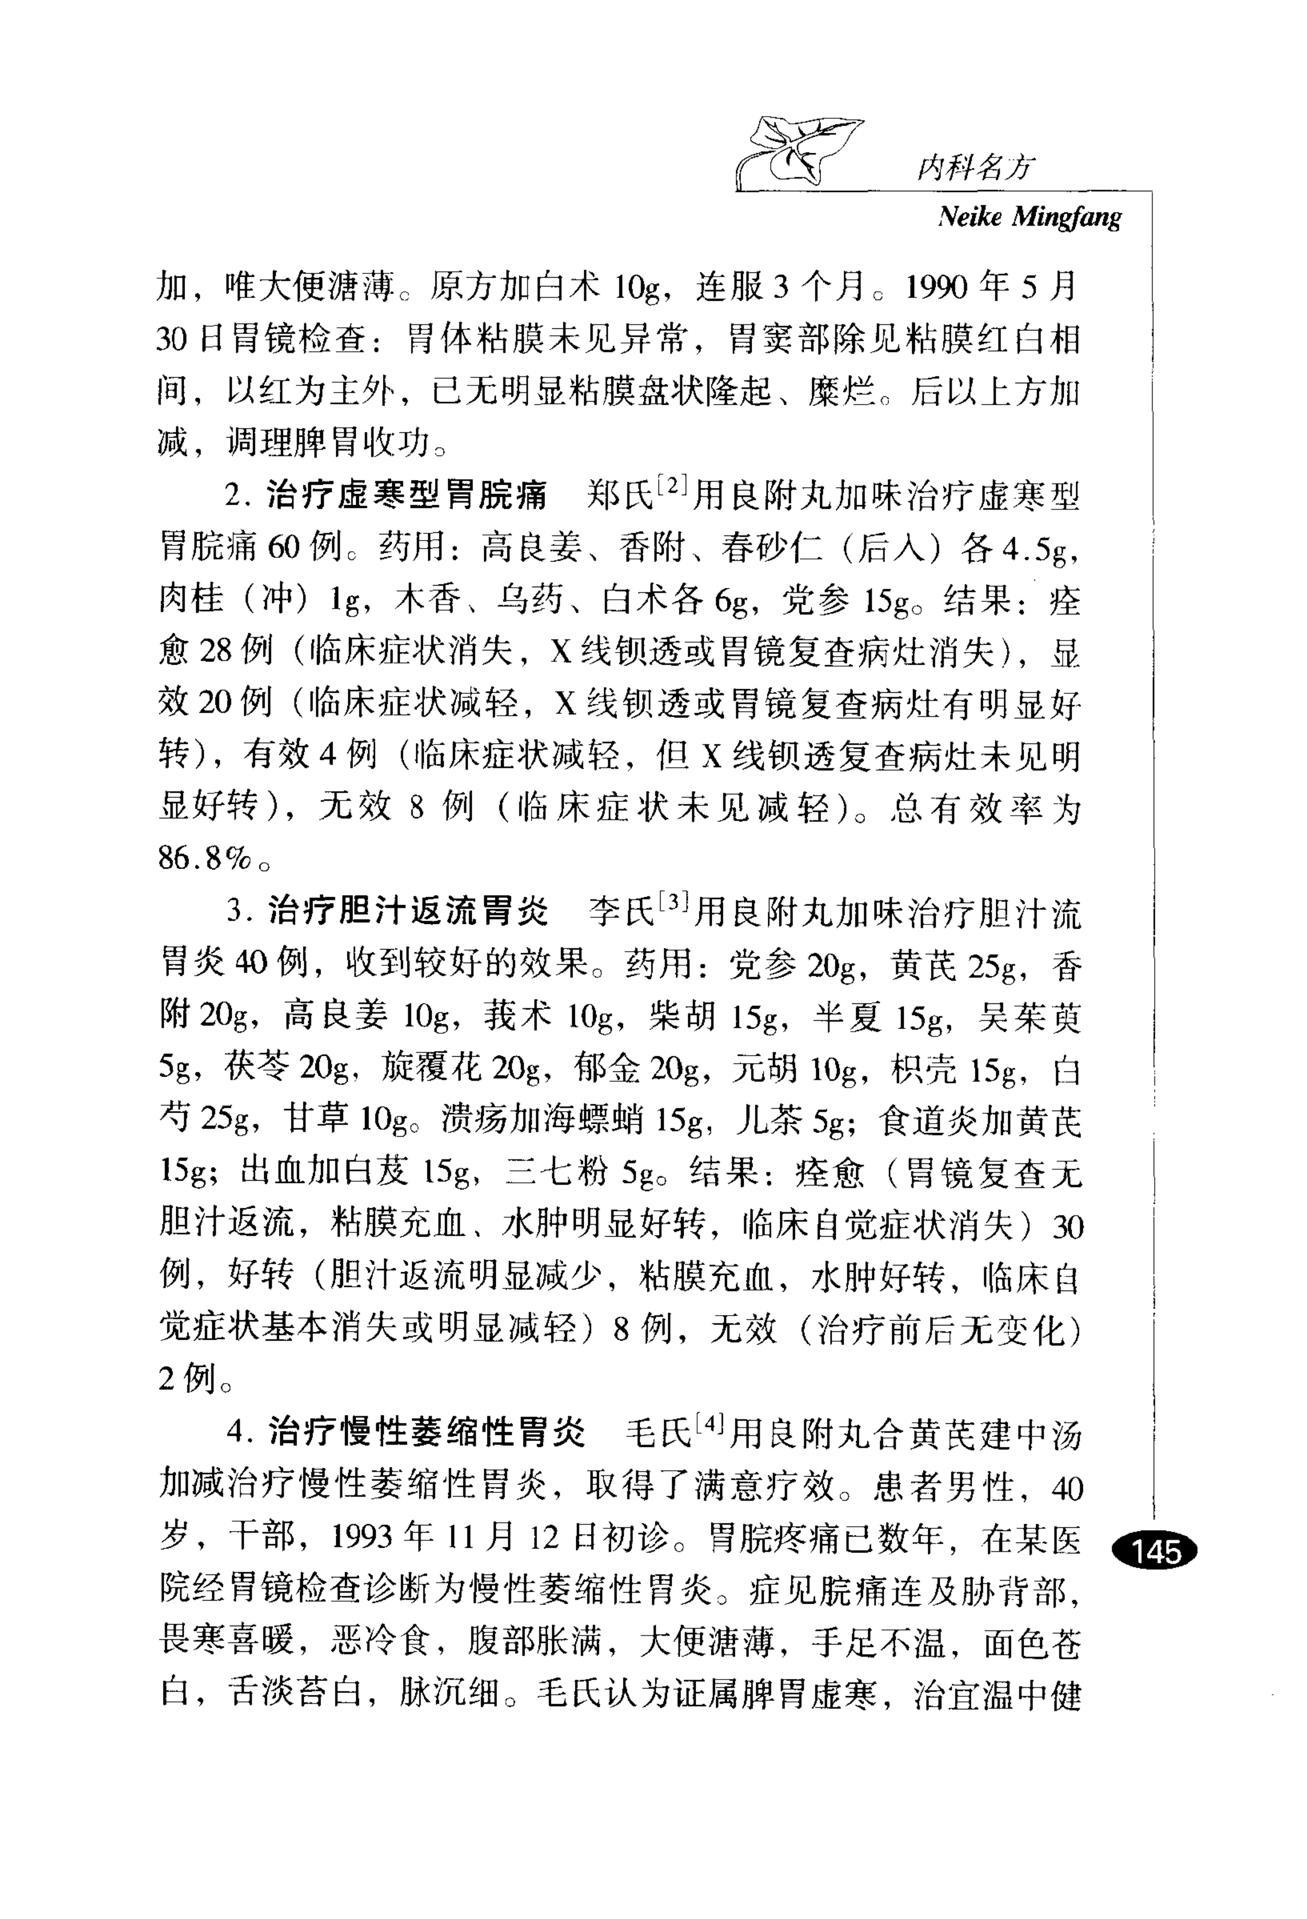 内科名方
Neike Mingfang
加，唯大便溏薄。原方加白术 10g，连服 3 个月。1990 年 5 月
30 日胃镜检查：胃体粘膜未见异常，胃窦部除见粘膜红白相
间，以红为主外，已无明显粘膜盘状隆起、糜烂。后以上方加
减，调理脾胃收功。
2. 治疗虚寒型胃脘痛　郑氏[2]用良附丸加味治疗虚寒型
胃脘痛 60 例。药用：高良姜、香附、春砂仁（后入）各 4.5g，
肉桂（冲）1g，木香、乌药、白术各 6g，党参 15g。结果：痊
愈 28 例（临床症状消失，X 线钡透或胃镜复查病灶消失），显
效 20 例（临床症状减轻，X 线钡透或胃镜复查病灶有明显好
转），有效 4 例（临床症状减轻，但 X 线钡透复查病灶未见明
显好转），无效 8 例（临床症状未见减轻）。总有效率为
86.8%。
3. 治疗胆汁返流胃炎　李氏[3]用良附丸加味治疗胆汁流
胃炎 40 例，收到较好的效果。药用：党参 20g，黄芪 25g，香
附 20g，高良姜 10g，莪术 10g，柴胡 15g，半夏 15g，吴茱萸
5g，茯苓 20g，旋覆花 20g，郁金 20g，元胡 10g，枳壳 15g，白
芍 25g，甘草 10g。溃疡加海螵蛸 15g，儿茶 5g；食道炎加黄芪
15g；出血加白芨 15g，三七粉 5g。结果：痊愈（胃镜复查无
胆汁返流，粘膜充血、水肿明显好转，临床自觉症状消失）30
例，好转（胆汁返流明显减少，粘膜充血，水肿好转，临床自
觉症状基本消失或明显减轻）8 例，无效（治疗前后无变化）
2 例。
4. 治疗慢性萎缩性胃炎　毛氏[4]用良附丸合黄芪建中汤
加减治疗慢性萎缩性胃炎，取得了满意疗效。患者男性，40
岁，干部，1993 年 11 月 12 日初诊。胃脘疼痛已数年，在某医
院经胃镜检查诊断为慢性萎缩性胃炎。症见脘痛连及胁背部，
畏寒喜暖，恶冷食，腹部胀满，大便溏薄，手足不温，面色苍
白，舌淡苔白，脉沉细。毛氏认为证属脾胃虚寒，治宜温中健
145